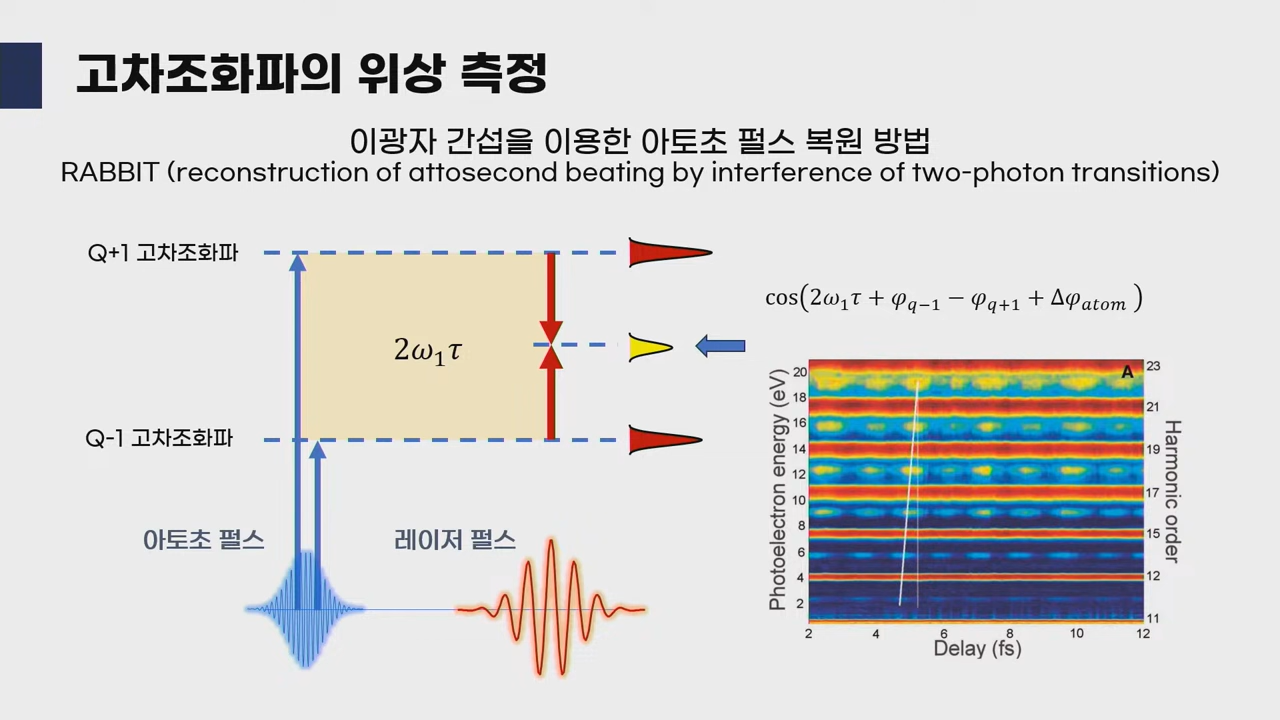 고차조화파의 위상 측정
이광자 간섭을 이용한 아토초 펄스 복원 방법
RABBIT (reconstruction of attosecond beating by interference of two-photon transitions)
Q+1 고차조화파
2ω₁τ
Q-1 고차조화파
아토초 펄스
레이저 펄스
cos(2ω₁τ + φ_{q−1} − φ_{q+1} + Δφ_{atom} )
A
Photoelectron energy (eV)
20
18
16
14
12
10
8
6
4
2
23
21
19
17
15
12
11
Harmonic order
2 4 6 8 10 12
Delay (fs)